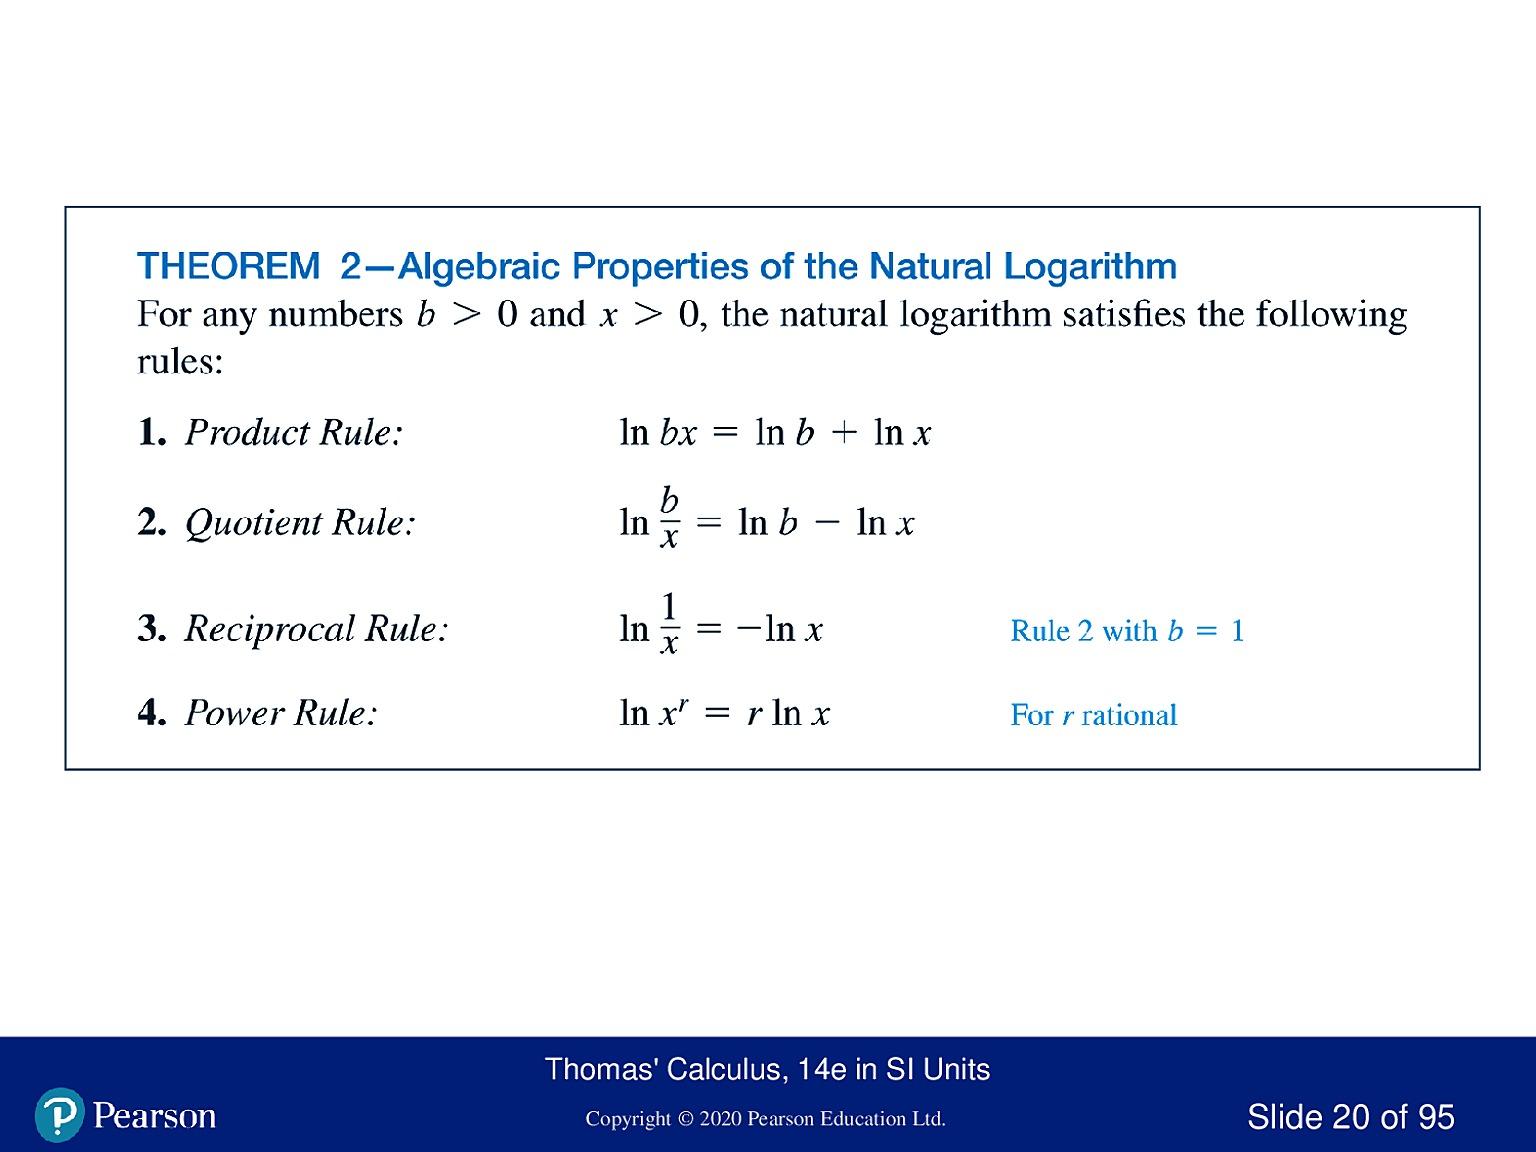 THEOREM 2—Algebraic Properties of the Natural Logarithm
For any numbers b > 0 and x > 0, the natural logarithm satisfies the following
rules:
1. Product Rule: ln bx = ln b + ln x
2. Quotient Rule: ln b/x = ln b − ln x
3. Reciprocal Rule: ln 1/x = −ln x Rule 2 with b = 1
4. Power Rule: ln xʳ = r ln x For r rational
Thomas' Calculus, 14e in SI Units
Pearson Copyright © 2020 Pearson Education Ltd. Slide 20 of 95